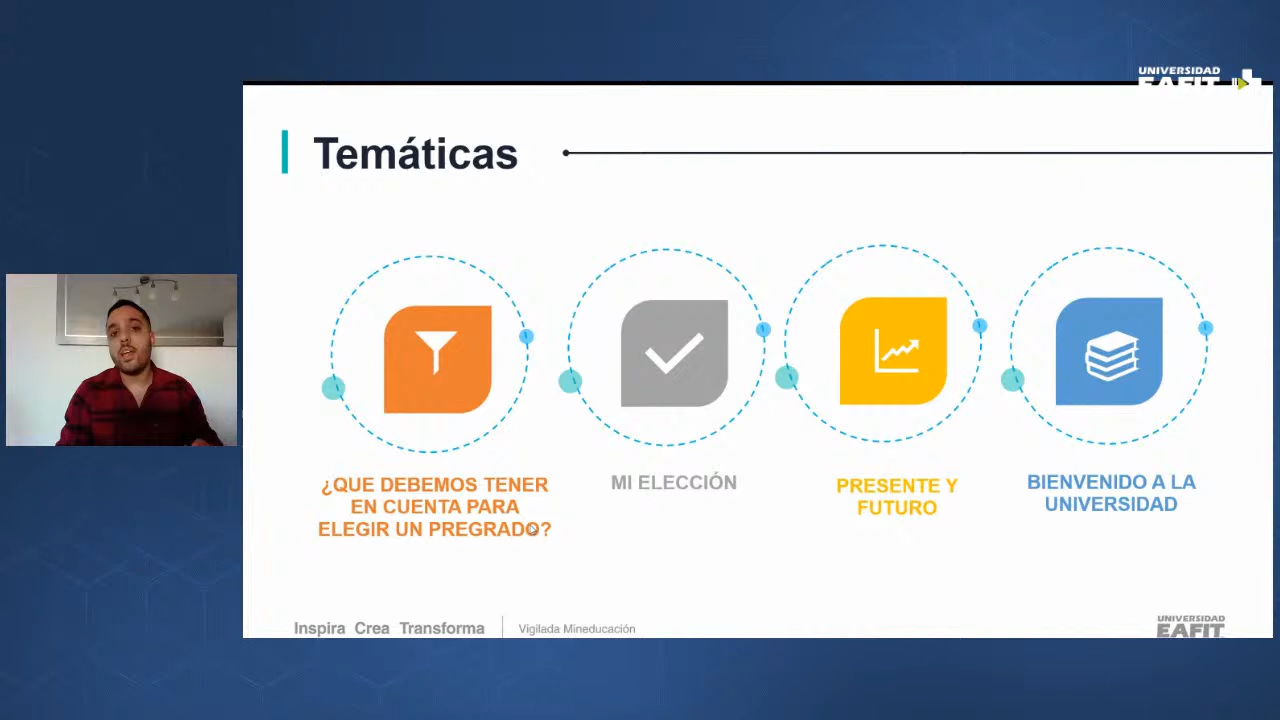 UNIVERSIDAD
EAFIT
Temáticas
¿QUE DEBEMOS TENER
EN CUENTA PARA
ELEGIR UN PREGRADO?
MI ELECCIÓN
PRESENTE Y
FUTURO
BIENVENIDO A LA
UNIVERSIDAD
Inspira Crea Transforma
Vigilada Mineducación
UNIVERSIDAD
EAFIT